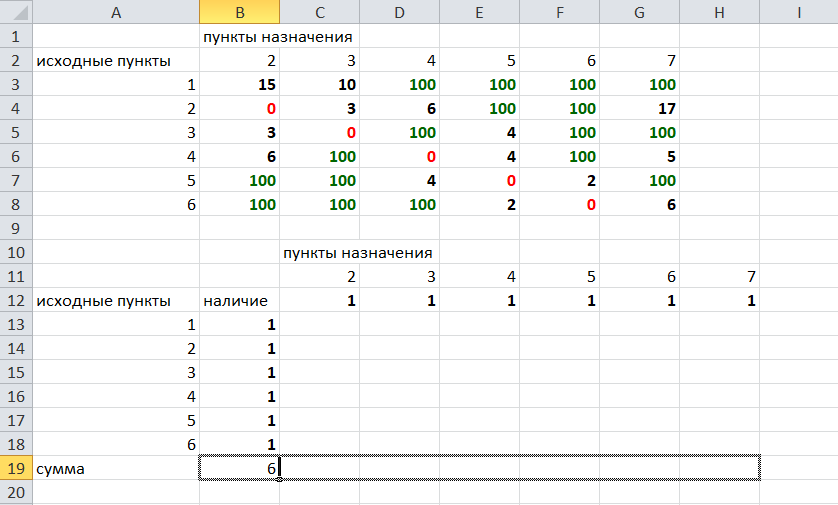 A B C D E F G H I
1 пункты назначения
2 исходные пункты 2 3 4 5 6 7
3 1 15 10 100 100 100 100
4 2 0 3 6 100 100 17
5 3 3 0 100 4 100 100
6 4 6 100 0 4 100 5
7 5 100 100 4 0 2 100
8 6 100 100 100 2 0 6
9
10 пункты назначения
11 2 3 4 5 6 7
12 исходные пункты наличие 1 1 1 1 1 1
13 1 1
14 2 1
15 3 1
16 4 1
17 5 1
18 6 1
19 сумма 6
20